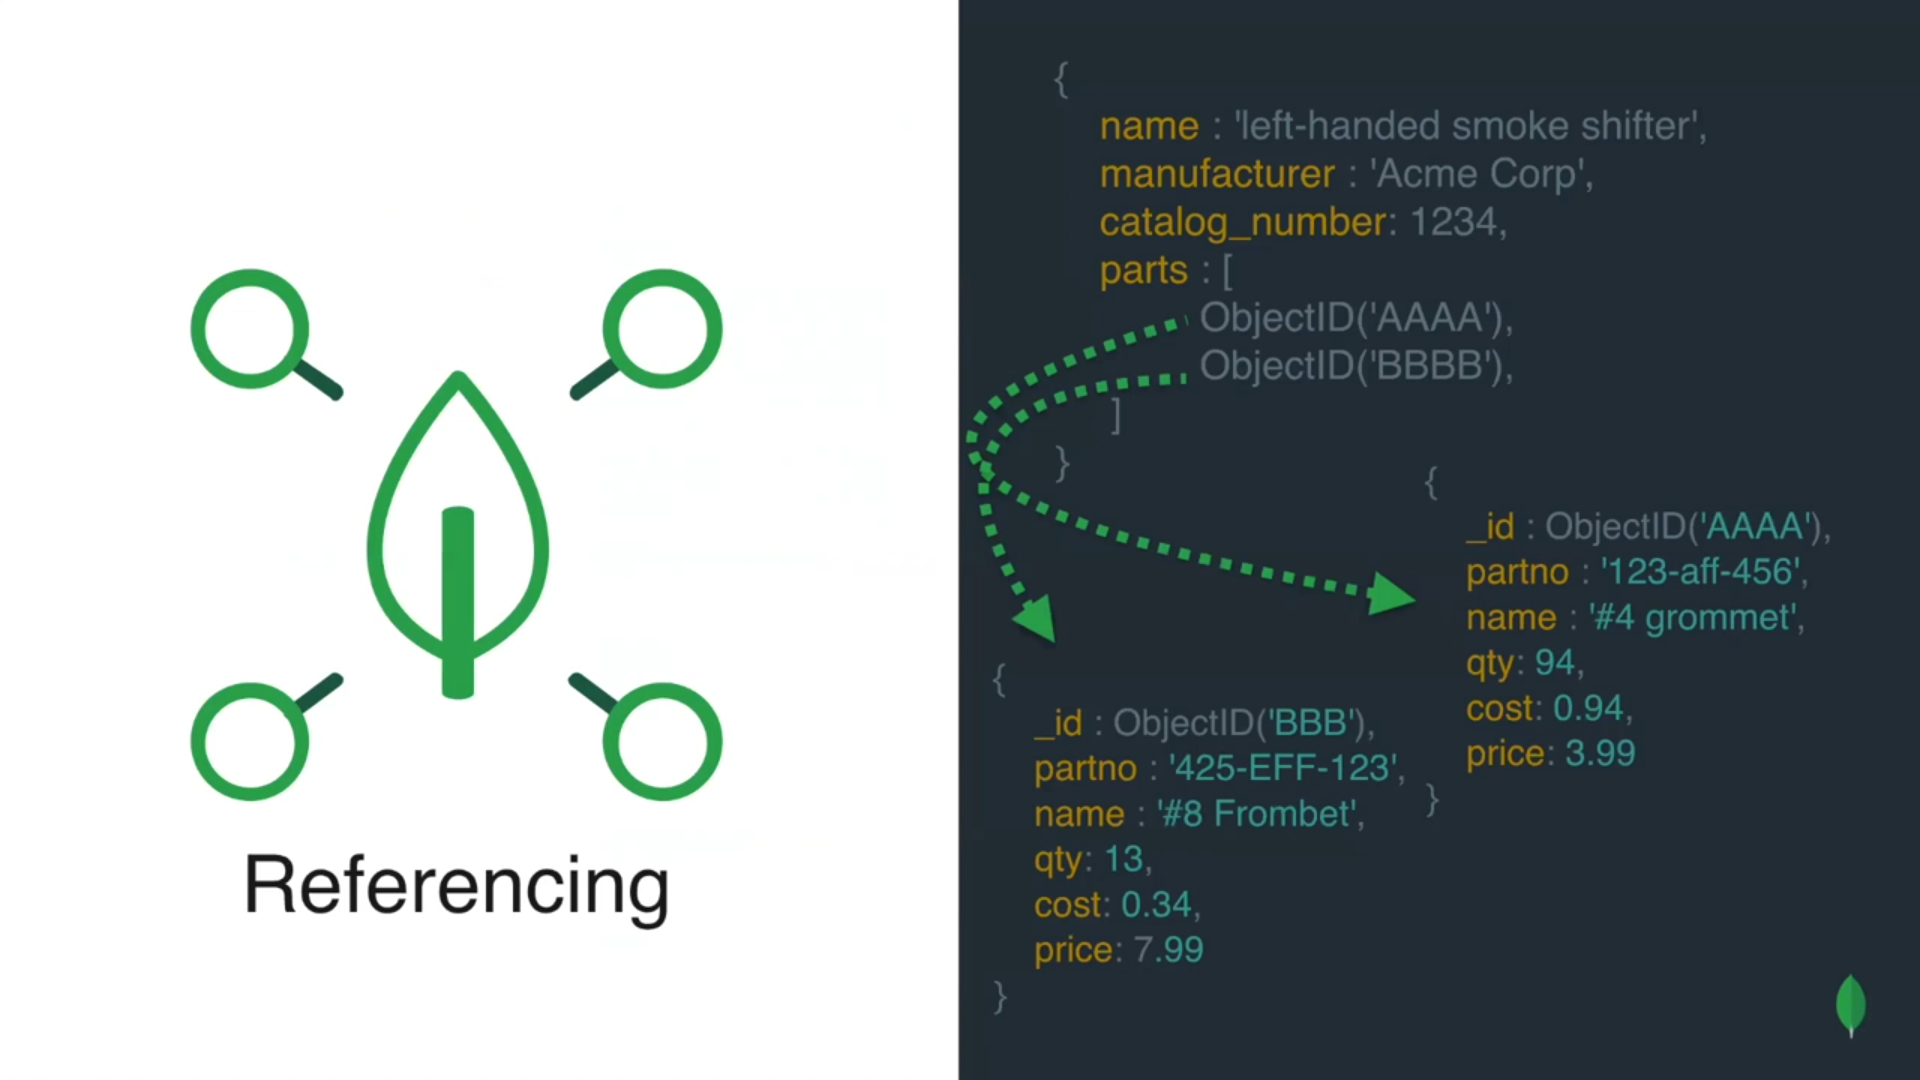 Referencing
{
name : 'left-handed smoke shifter',
manufacturer : 'Acme Corp',
catalog_number: 1234,
parts : [
ObjectID('AAAA'),
ObjectID('BBBB'),
]
}
{
_id : ObjectID('AAAA'),
partno : '123-aff-456',
name : '#4 grommet',
qty: 94,
cost: 0.94,
price: 3.99
}
{
_id : ObjectID('BBB'),
partno : '425-EFF-123',
name : '#8 Frombet',
qty: 13,
cost: 0.34,
price: 7.99
}